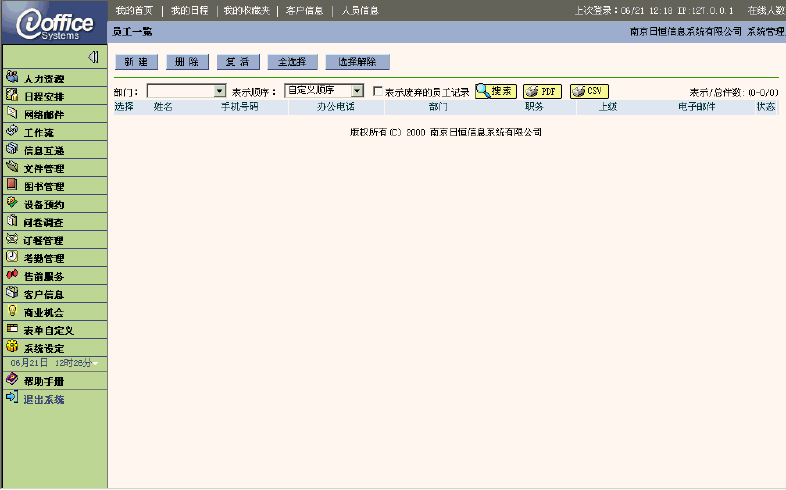 我的首页 | 我的日程 | 我的收藏夹 | 客户信息 | 人员信息 上次登录：06/21 12:18 IP:127.0.0.1 在线人数
ioffice
Systems
员工一览 南京日恒信息系统有限公司 系统管理
新 建 删 除 复 活 全选择 选择解除
部门： 表示顺序： 自定义顺序 表示废弃的员工记录 搜索 PDF CSV 表示/总件数：(0-0/0)
选择 姓名 手机号码 办公电话 部门 职务 上级 电子邮件 状态
版权所有(C) 2000 南京日恒信息系统有限公司
人力资源
日程安排
网络邮件
工作流
信息互递
文件管理
图书管理
设备预约
问卷调查
订餐管理
考勤管理
售前服务
客户信息
商业机会
表单自定义
系统设定
06月21日 12时26分
帮助手册
退出系统